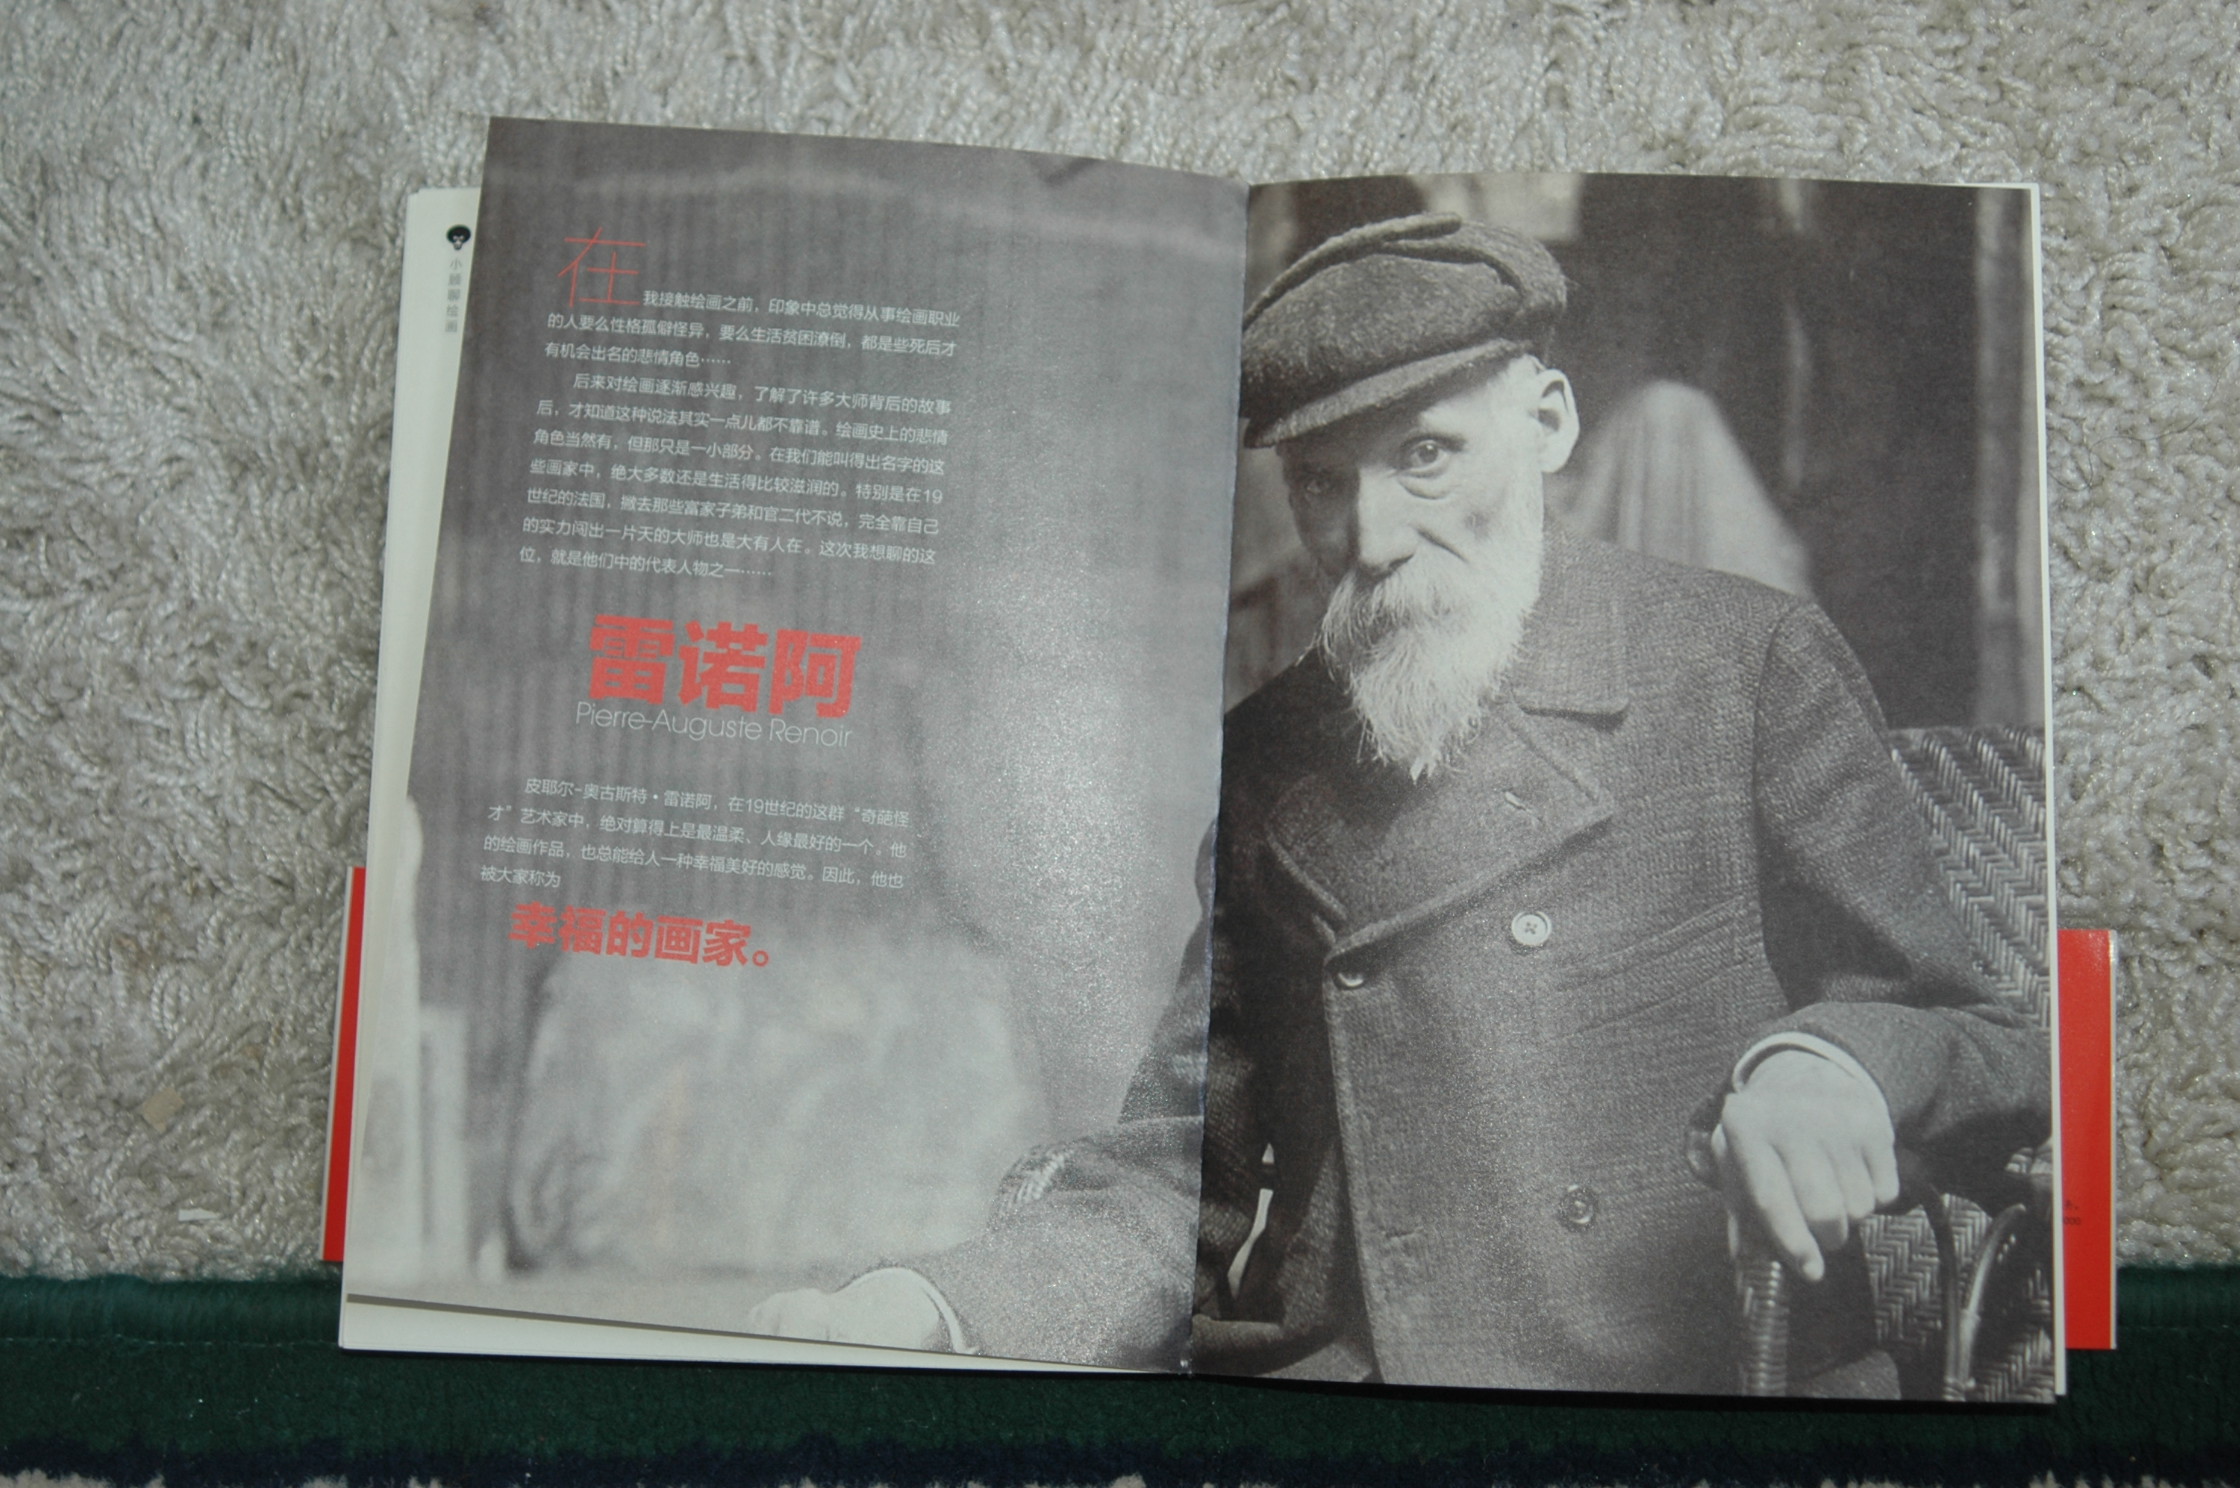 小顾聊绘画
在我接触绘画之前，印象中总觉得从事绘画职业
的人要么性格孤僻怪异，要么生活贫困潦倒，都是些死后才
有机会出名的悲情角色……
后来对绘画逐渐感兴趣，了解了许多大师背后的故事
后，才知道这种说法其实一点儿都不靠谱。绘画史上的悲情
角色当然有，但那只是一小部分。在我们能叫得出名字的这
些画家中，绝大多数还是生活得比较滋润的。特别是在19
世纪的法国，撇去那些富家子弟和官二代不说，完全靠自己
的实力闯出一片天的大师也是大有人在。这次我想聊的这
位，就是他们中的代表人物之一……
雷诺阿
Pierre-Auguste Renoir
皮耶尔-奥古斯特·雷诺阿，在19世纪的这群“奇葩怪
才”艺术家中，绝对算得上是最温柔、人缘最好的一个。他
的绘画作品，也总能给人一种幸福美好的感觉。因此，他也
被大家称为
幸福的画家。